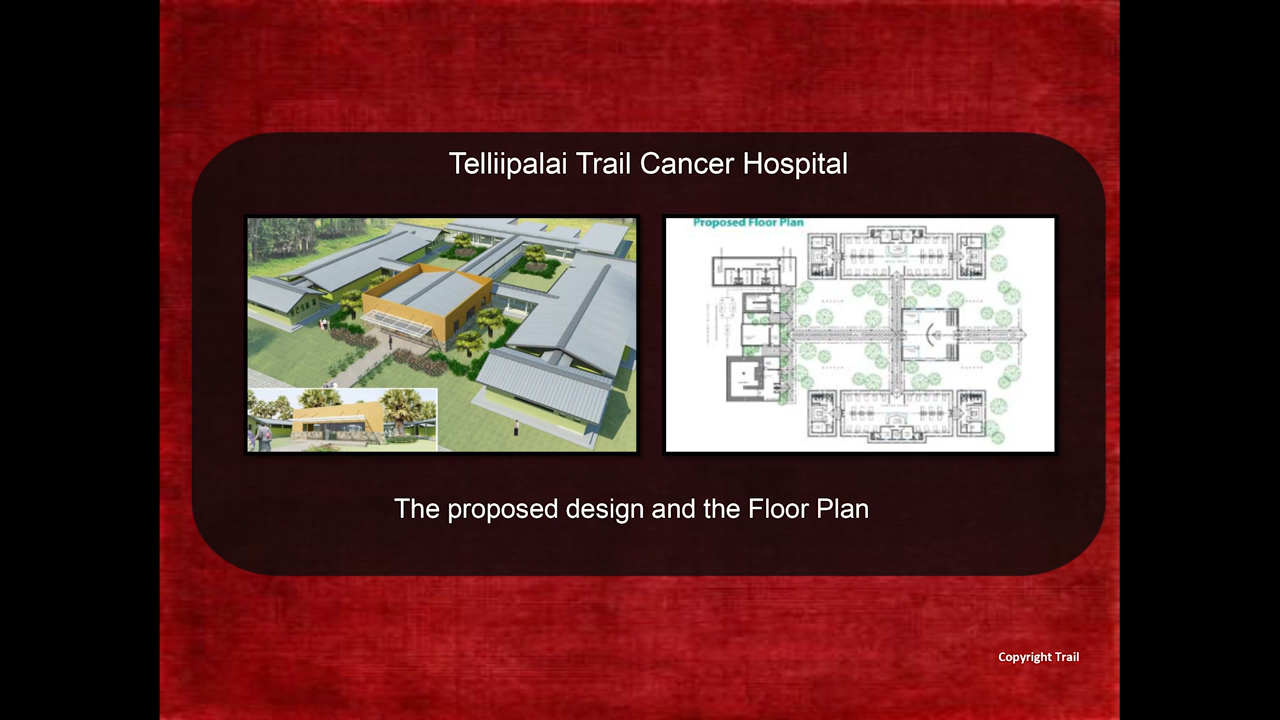 Telliipalai Trail Cancer Hospital
Proposed Floor Plan
The proposed design and the Floor Plan
Copyright Trail